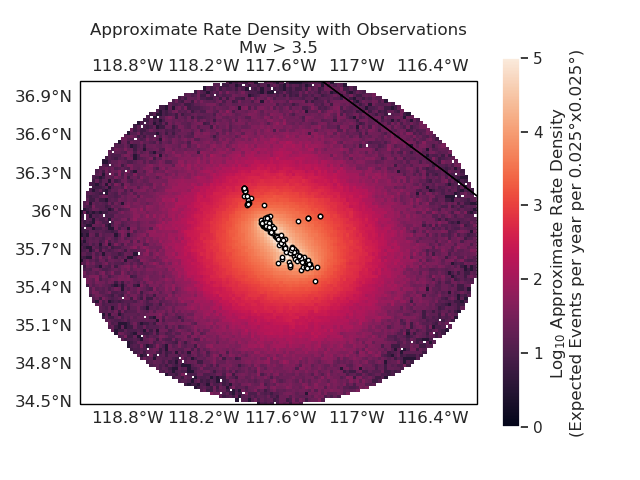 Approximate Rate Density with Observations
Mw > 3.5
118.8°W 118.2°W 117.6°W 117°W 116.4°W
36.9°N
36.6°N
36.3°N
36°N
35.7°N
35.4°N
35.1°N
34.8°N
34.5°N
118.8°W 118.2°W 117.6°W 117°W 116.4°W
5
4
3
2
1
0
Log₁₀ Approximate Rate Density
(Expected Events per year per 0.025°x0.025°)